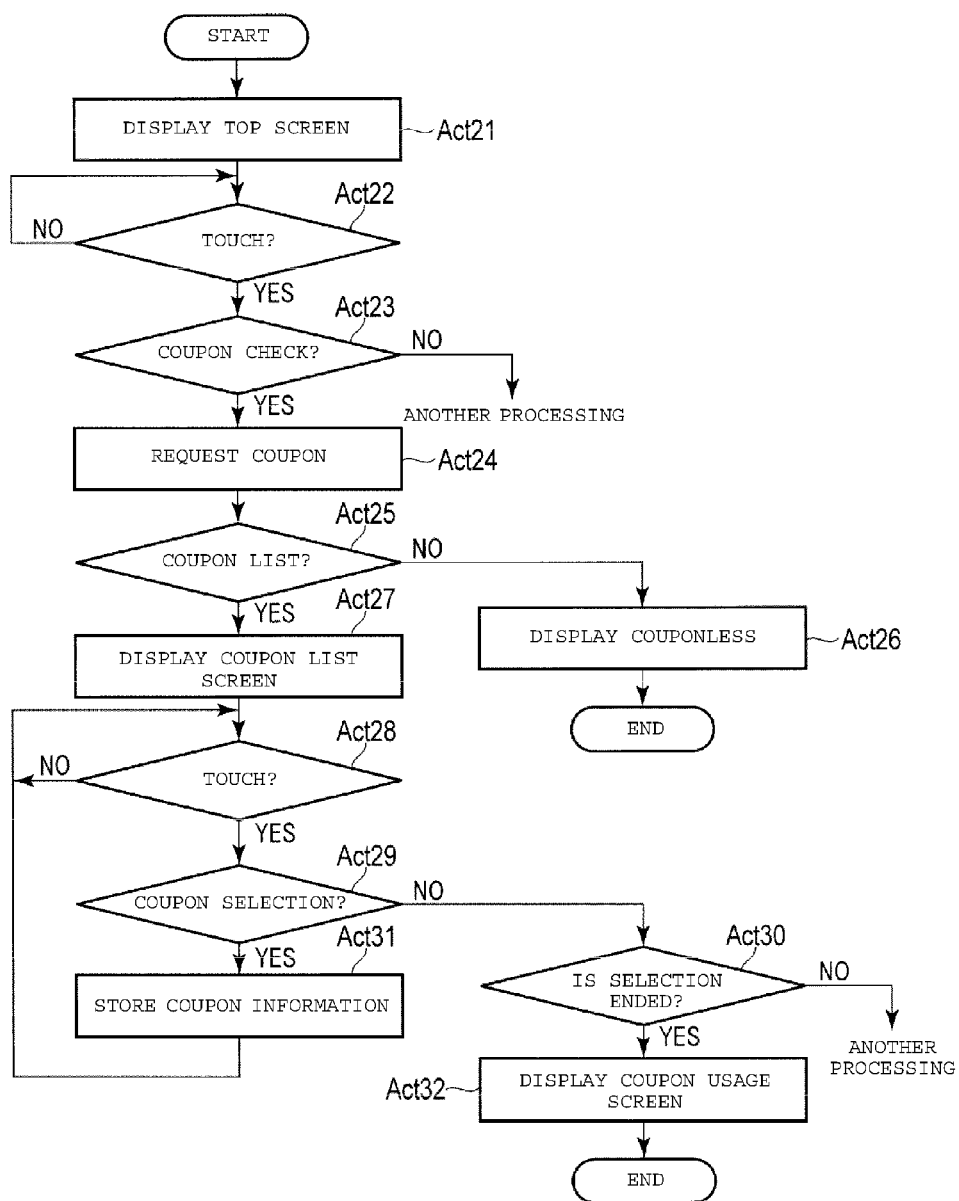 START
DISPLAY TOP SCREEN
Act21
Act22
NO
TOUCH?
YES
Act23
COUPON CHECK?
NO
YES
ANOTHER PROCESSING
REQUEST COUPON
Act24
Act25
COUPON LIST?
NO
YES
Act27
DISPLAY COUPONLESS
Act26
DISPLAY COUPON LIST
SCREEN
END
Act28
NO
TOUCH?
YES
Act29
COUPON SELECTION?
NO
YES
Act31
Act30
IS SELECTION
ENDED?
NO
STORE COUPON INFORMATION
YES
ANOTHER
PROCESSING
Act32
DISPLAY COUPON USAGE
SCREEN
END